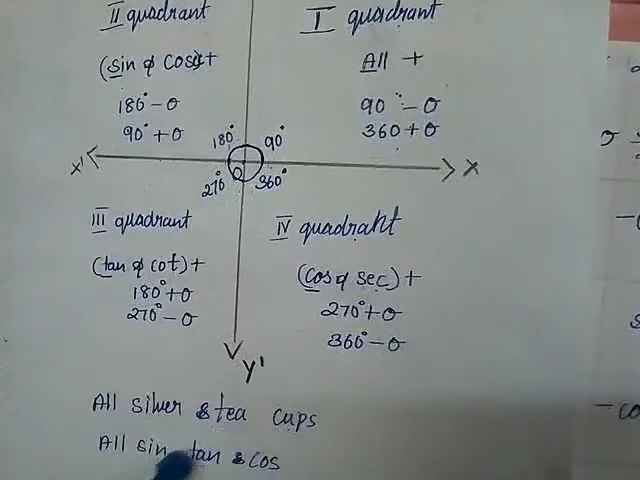 II quadrant
(sin & cosec)+
180° - θ
90° + θ
I quadrant
All +
90° - θ
360 + θ
180° 90°
270° 360°
X' X
III quadrant
(tan & cot) +
180° + θ
270° - θ
IV quadrant
(cos & sec) +
270° + θ
360° - θ
Y'
All silver & tea cups
All sin tan & cos